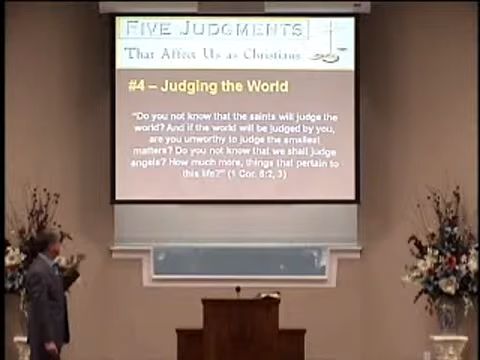 FIVE JUDGMENTS
That Affect Us as Christians
#4 – Judging the World
“Do you not know that the saints will judge the
world? And if the world will be judged by you,
are you unworthy to judge the smallest
matters? Do you not know that we shall judge
angels? How much more, things that pertain to
this life?” (1 Cor. 6:2, 3)